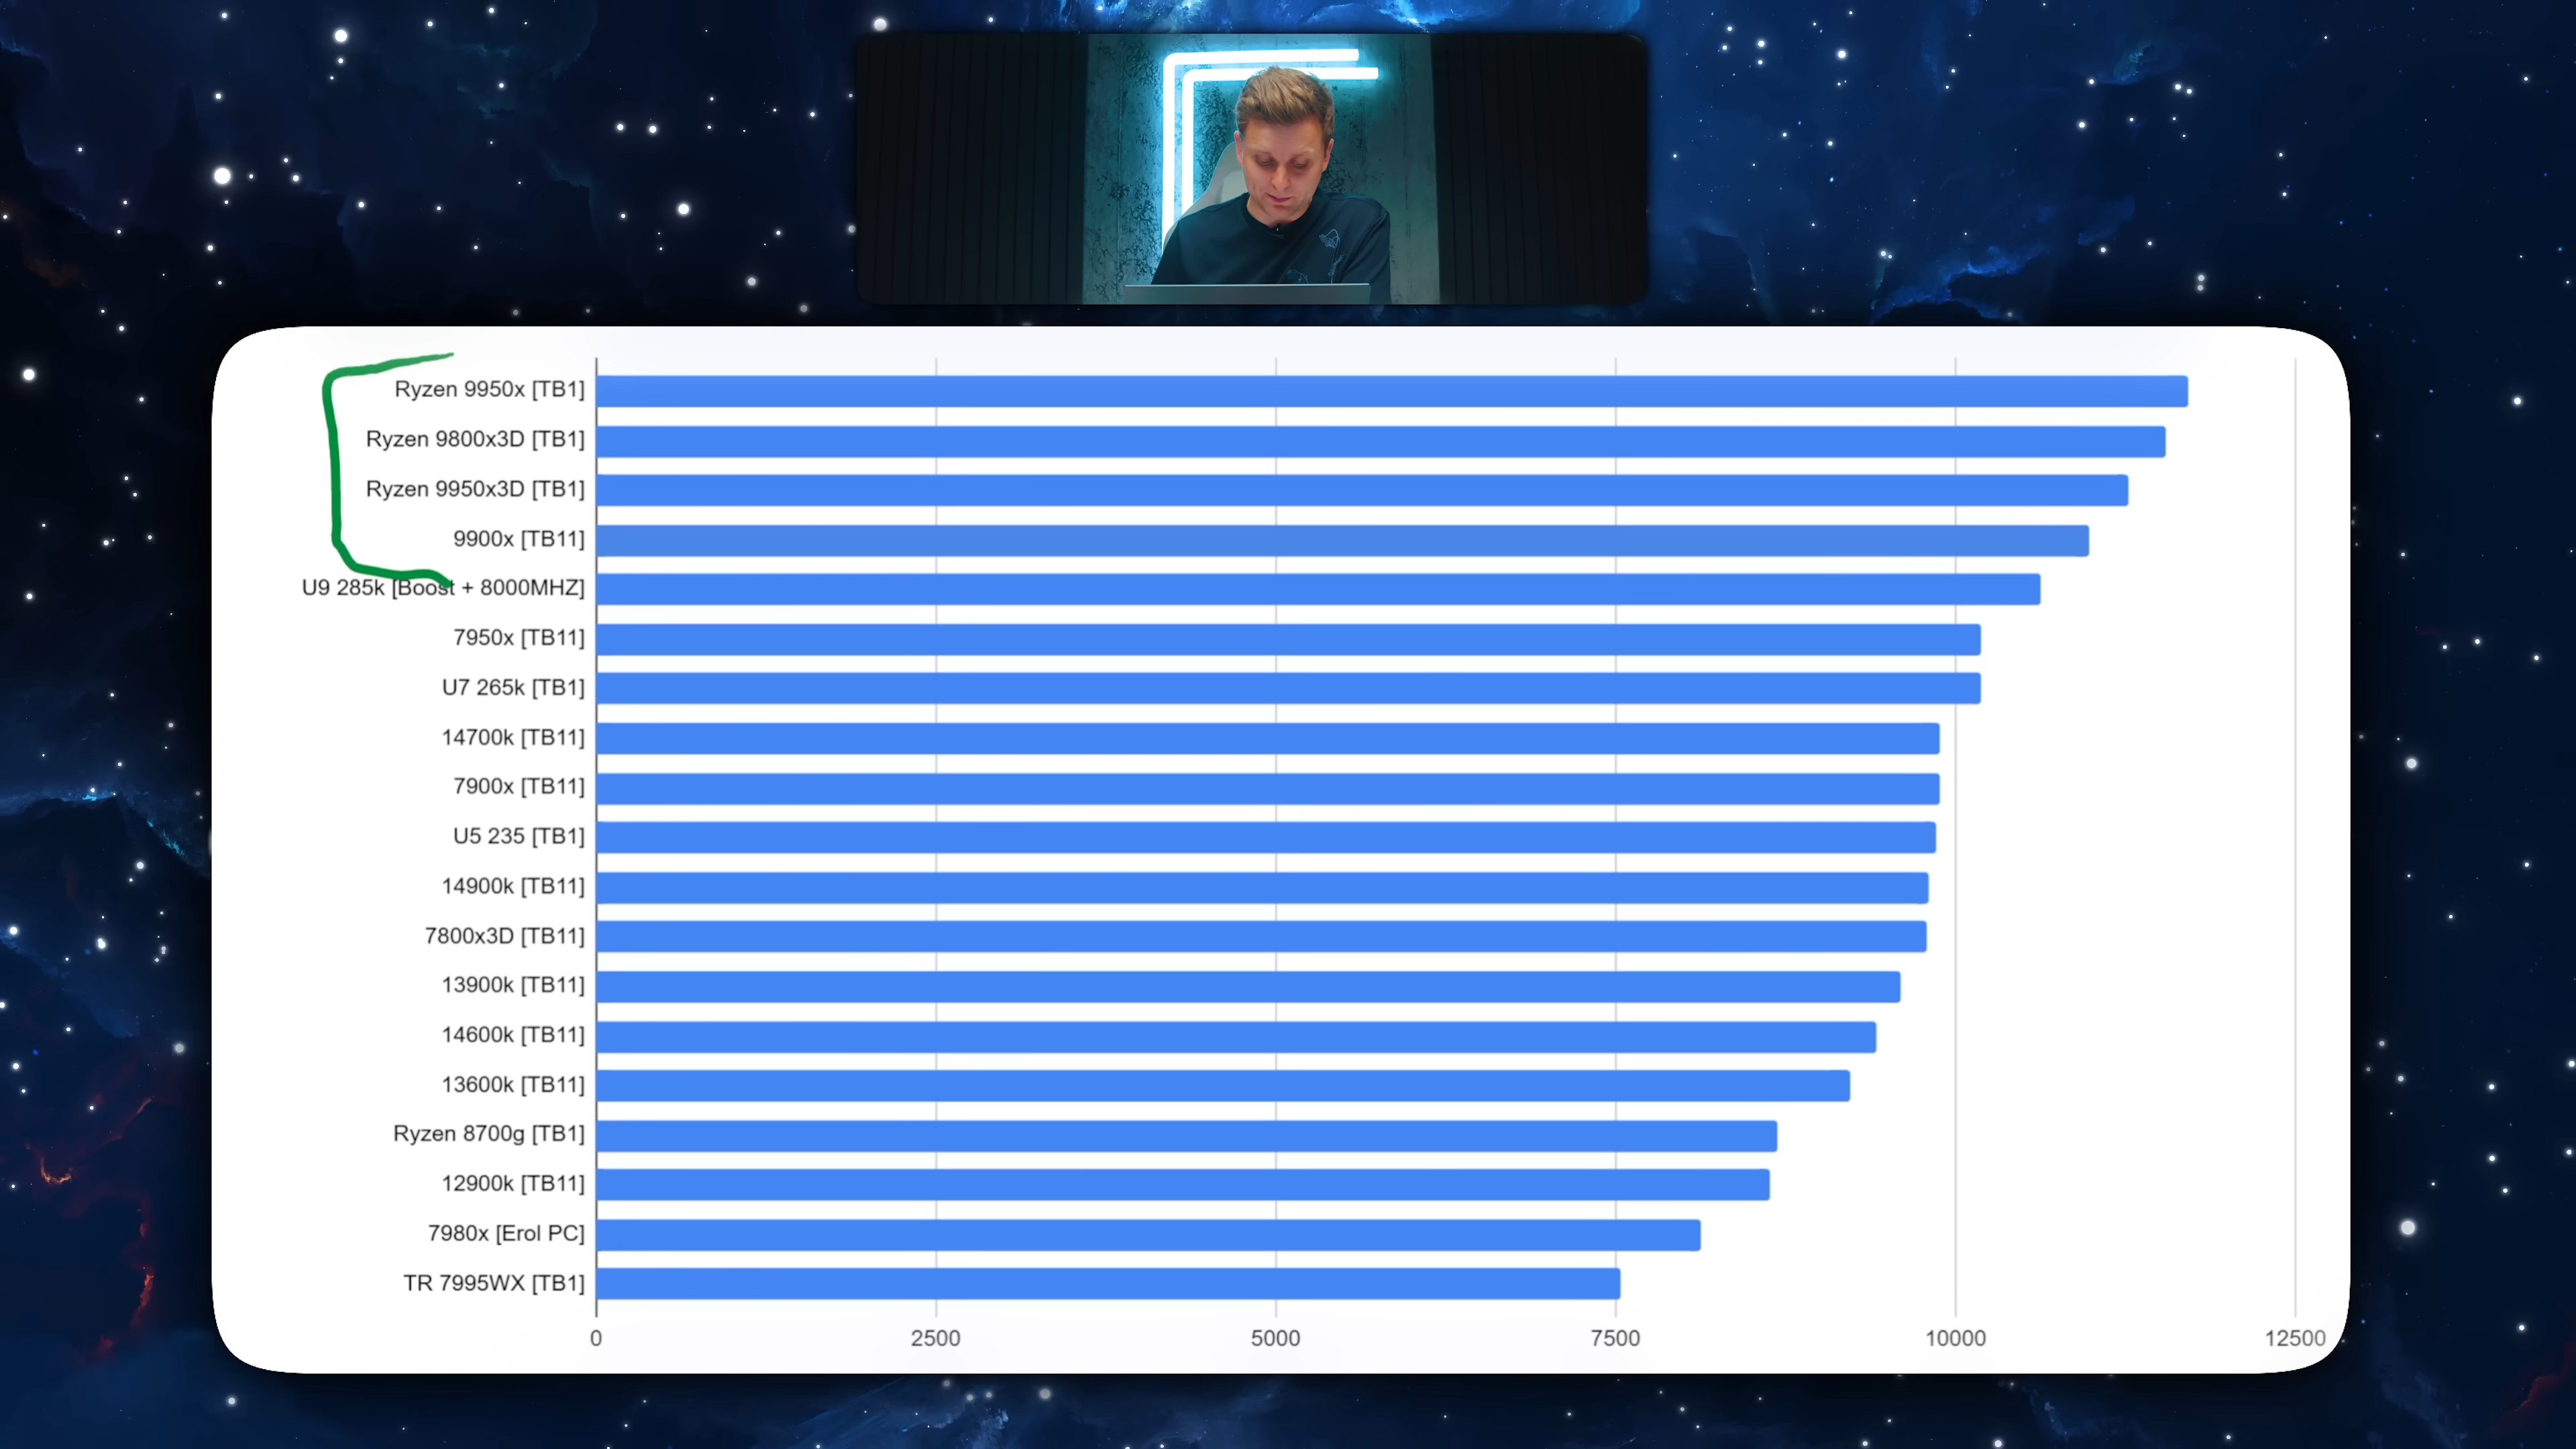 Ryzen 9950x [TB1]
Ryzen 9800x3D [TB1]
Ryzen 9950x3D [TB1]
9900x [TB11]
U9 285k [Boost + 8000MHZ]
7950x [TB11]
U7 265k [TB1]
14700k [TB11]
7900x [TB11]
U5 235 [TB1]
14900k [TB11]
7800x3D [TB11]
13900k [TB11]
14600k [TB11]
13600k [TB11]
Ryzen 8700g [TB1]
12900k [TB11]
7980x [Erol PC]
TR 7995WX [TB1]
0 2500 5000 7500 10000 12500